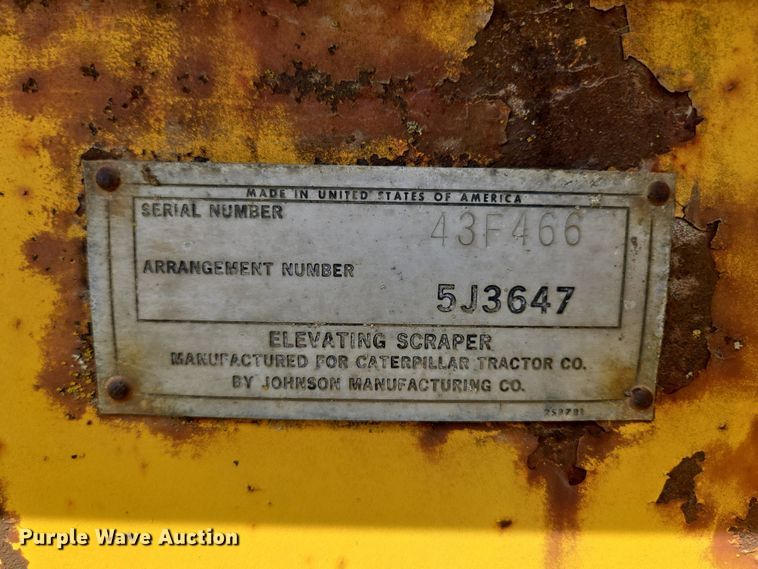 MADE IN UNITED STATES OF AMERICA
SERIAL NUMBER 43F466
ARRANGEMENT NUMBER 5J3647
ELEVATING SCRAPER
MANUFACTURED FOR CATERPILLAR TRACTOR CO.
BY JOHNSON MANUFACTURING CO.
Purple Wave Auction